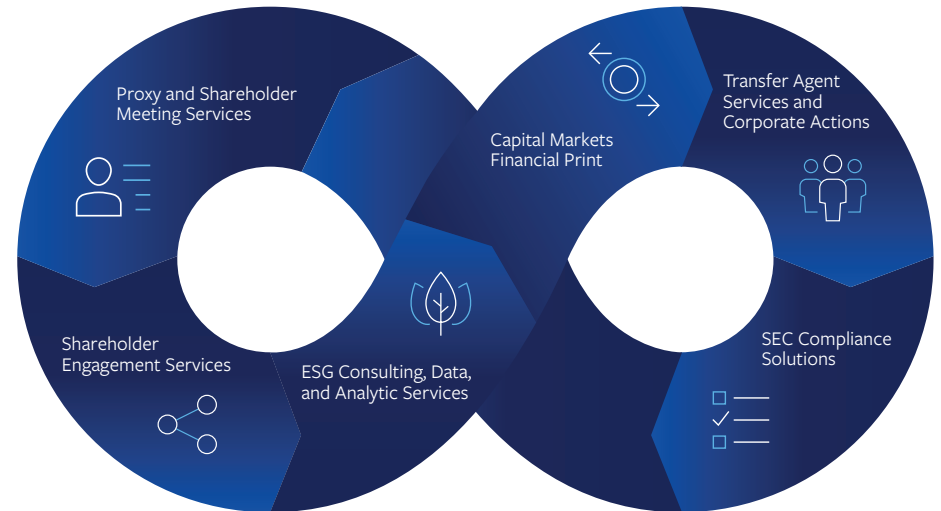 Proxy and Shareholder
Meeting Services
Capital Markets
Financial Print
Transfer Agent
Services and
Corporate Actions
Shareholder
Engagement Services
ESG Consulting, Data,
and Analytic Services
SEC Compliance
Solutions